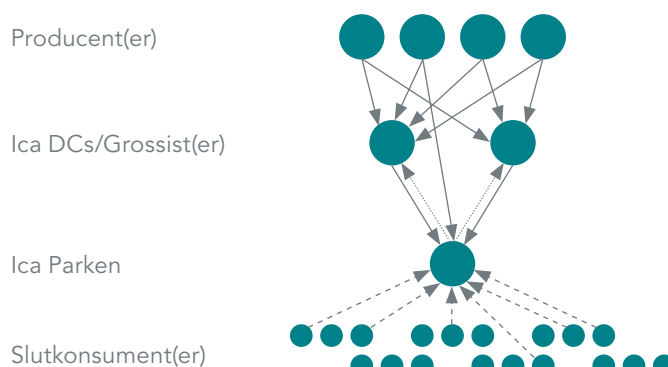 Producent(er)
Ica DCs/Grossist(er)
Ica Parken
Slutkonsument(er)